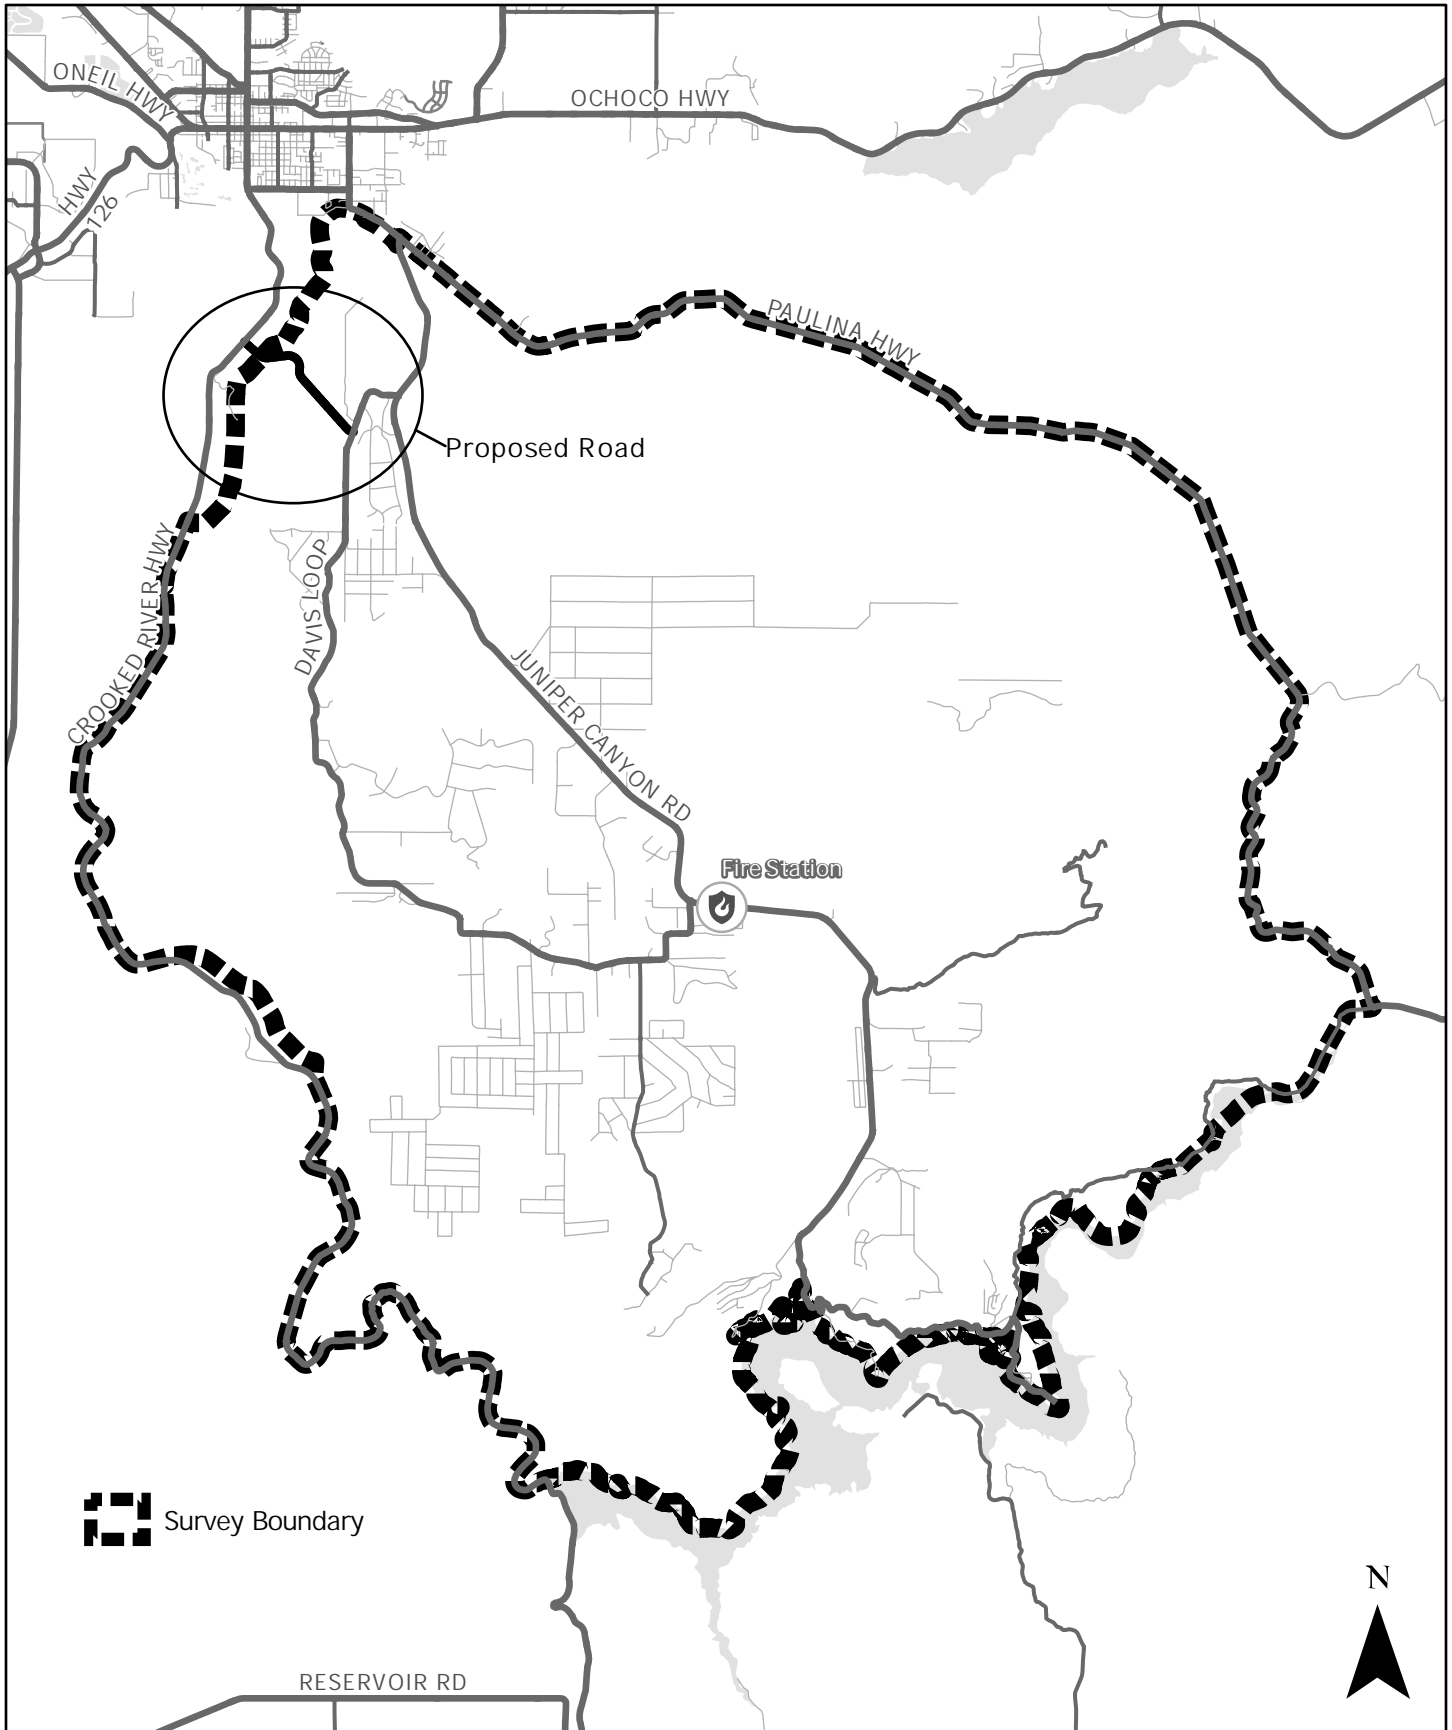 ONEIL HWY
OCHOCO HWY
HWY
126
PAULINA HWY
Proposed Road
CROOKED RIVER HWY
DAVIS LOOP
JUNIPER CANYON RD
Fire Station
Survey Boundary
N
RESERVOIR RD